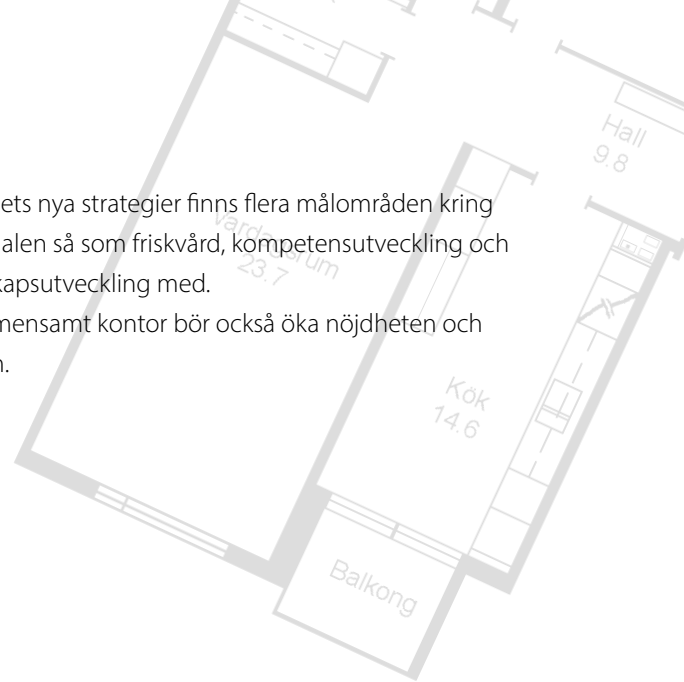 ets nya strategier finns flera målområden kring
alen så som friskvård, kompetensutveckling och
kapsutveckling med.
mensamt kontor bör också öka nöjdheten och
n.
Hall
9.8
Vardagsrum
23.7
Kök
14.6
Balkong